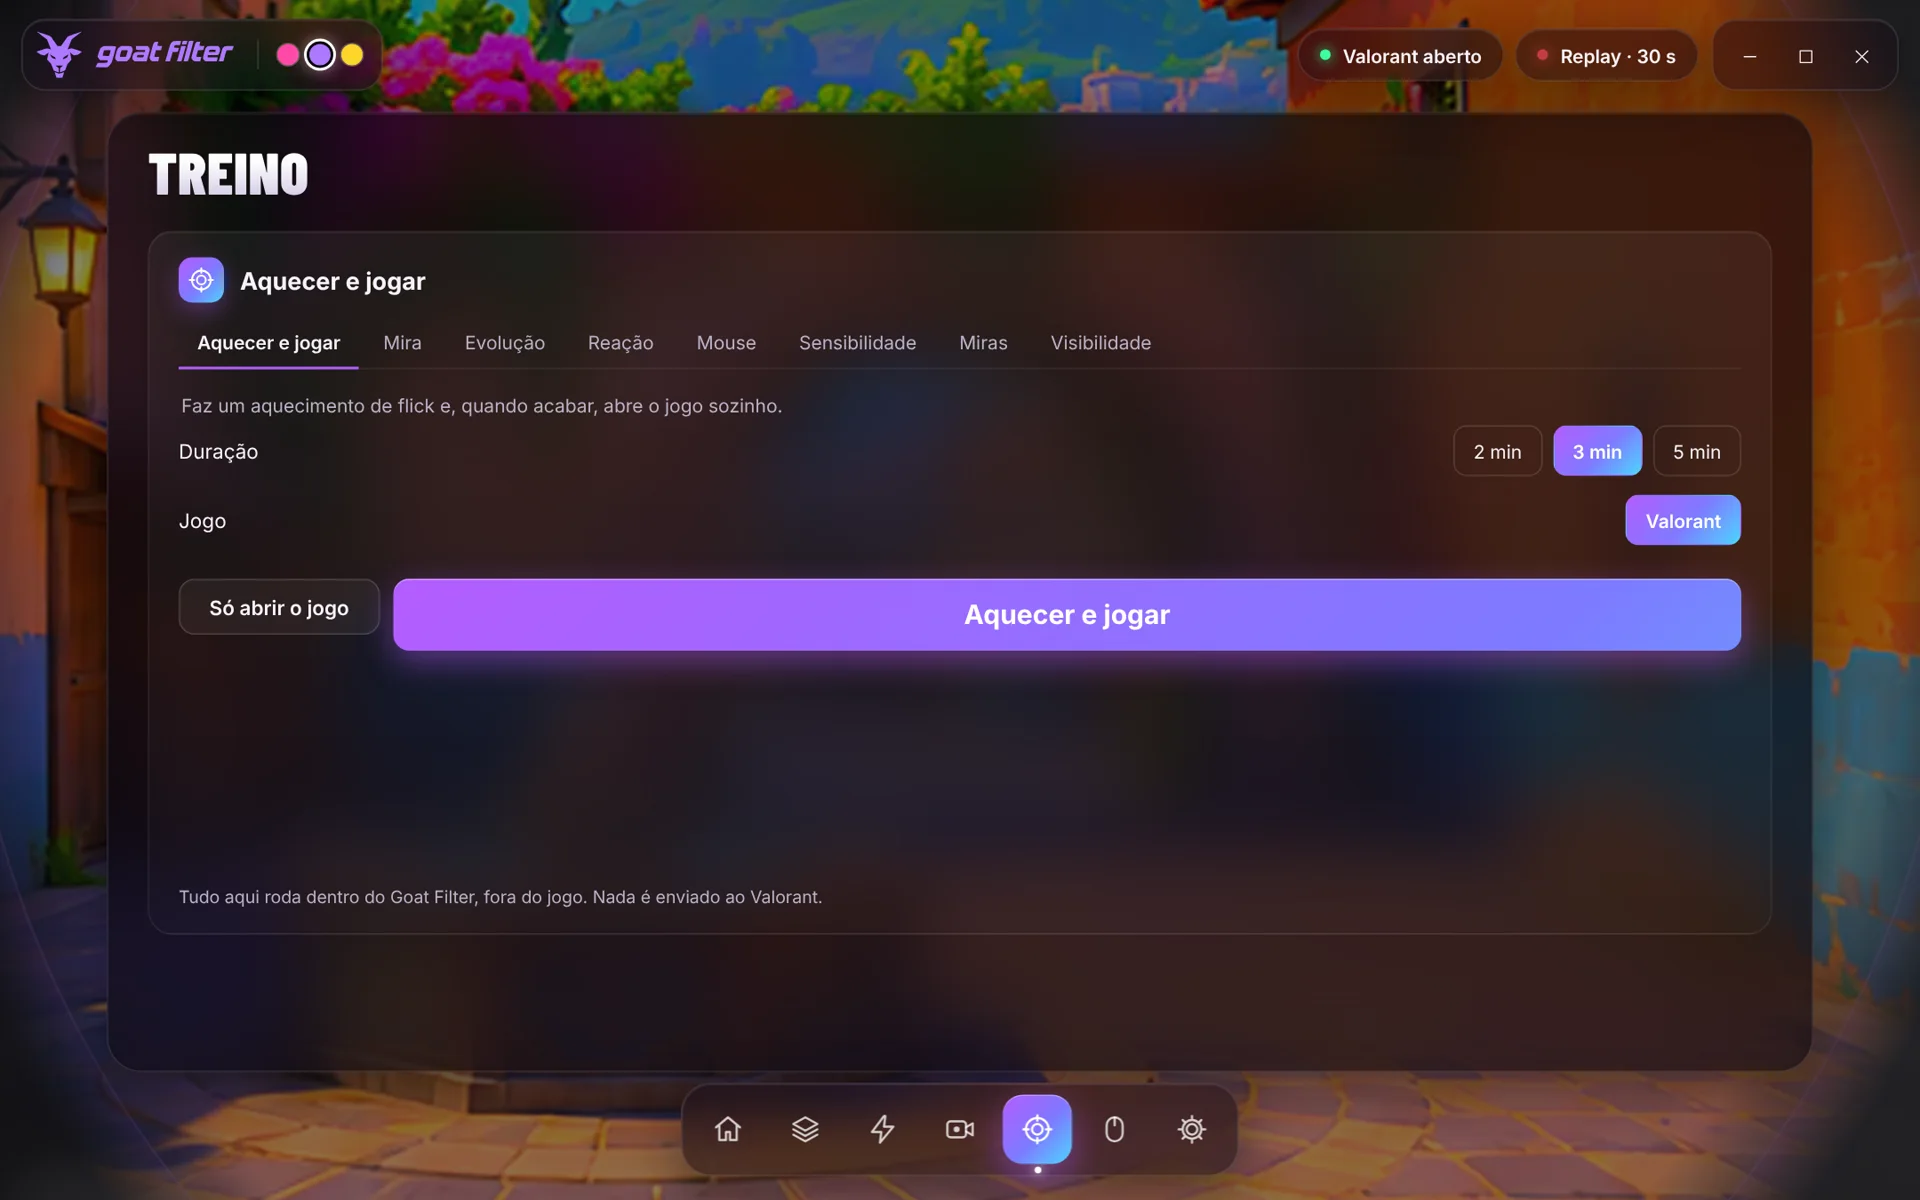 goat filter
Valorant aberto
Replay · 30 s
TREINO
Aquecer e jogar
Aquecer e jogar
Mira
Evolução
Reação
Mouse
Sensibilidade
Miras
Visibilidade
Faz um aquecimento de flick e, quando acabar, abre o jogo sozinho.
Duração
2 min
3 min
5 min
Jogo
Valorant
Só abrir o jogo
Aquecer e jogar
Tudo aqui roda dentro do Goat Filter, fora do jogo. Nada é enviado ao Valorant.